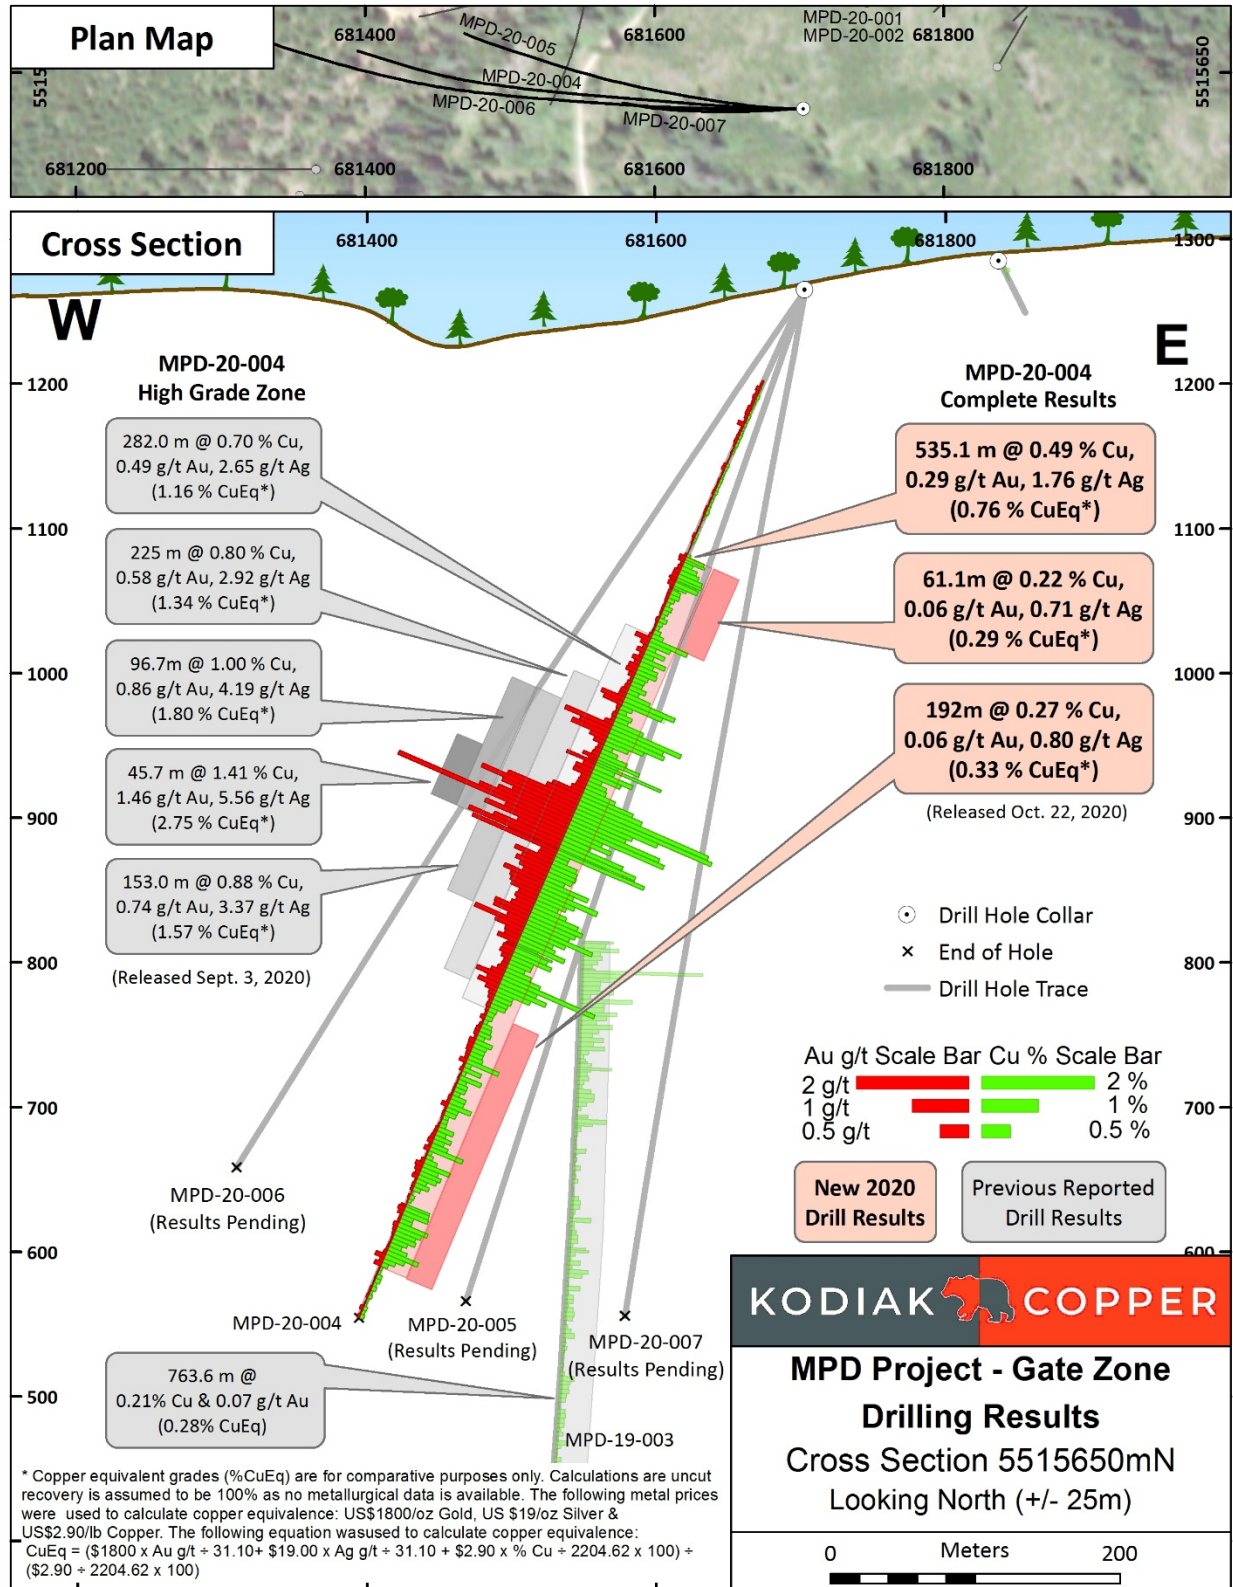 Plan Map
681400
681600
681800
MPD-20-001
MPD-20-002
MPD-20-005
MPD-20-004
MPD-20-006
MPD-20-007
5515
5515650
681200
681400
681600
681800
Cross Section
681400
681600
681800
1300
W
E
MPD-20-004
High Grade Zone
MPD-20-004
Complete Results
1200
1200
282.0 m @ 0.70 % Cu,
0.49 g/t Au, 2.65 g/t Ag
(1.16 % CuEq*)
535.1 m @ 0.49 % Cu,
0.29 g/t Au, 1.76 g/t Ag
(0.76 % CuEq*)
1100
1100
225 m @ 0.80 % Cu,
0.58 g/t Au, 2.92 g/t Ag
(1.34 % CuEq*)
61.1m @ 0.22 % Cu,
0.06 g/t Au, 0.71 g/t Ag
(0.29 % CuEq*)
1000
1000
96.7m @ 1.00 % Cu,
0.86 g/t Au, 4.19 g/t Ag
(1.80 % CuEq*)
192m @ 0.27 % Cu,
0.06 g/t Au, 0.80 g/t Ag
(0.33 % CuEq*)
(Released Oct. 22, 2020)
45.7 m @ 1.41 % Cu,
1.46 g/t Au, 5.56 g/t Ag
(2.75 % CuEq*)
900
900
153.0 m @ 0.88 % Cu,
0.74 g/t Au, 3.37 g/t Ag
(1.57 % CuEq*)
(Released Sept. 3, 2020)
Drill Hole Collar
End of Hole
Drill Hole Trace
800
800
Au g/t Scale Bar Cu % Scale Bar
2 g/t
2 %
1 g/t
1 %
0.5 g/t
0.5 %
700
700
New 2020
Drill Results
Previous Reported
Drill Results
MPD-20-006
(Results Pending)
600
600
MPD-20-004
MPD-20-005
(Results Pending)
MPD-20-007
(Results Pending)
500
763.6 m @
0.21% Cu & 0.07 g/t Au
(0.28% CuEq)
MPD-19-003
KODIAK COPPER
MPD Project - Gate Zone
Drilling Results
Cross Section 5515650mN
Looking North (+/- 25m)
0 Meters 200
* Copper equivalent grades (%CuEq) are for comparative purposes only. Calculations are uncut
recovery is assumed to be 100% as no metallurgical data is available. The following metal prices
were used to calculate copper equivalence: US$1800/oz Gold, US $19/oz Silver &
US$2.90/lb Copper. The following equation wasused to calculate copper equivalence:
CuEq = ($1800 x Au g/t ÷ 31.10+ $19.00 x Ag g/t ÷ 31.10 + $2.90 x % Cu ÷ 2204.62 x 100) ÷
($2.90 ÷ 2204.62 x 100)